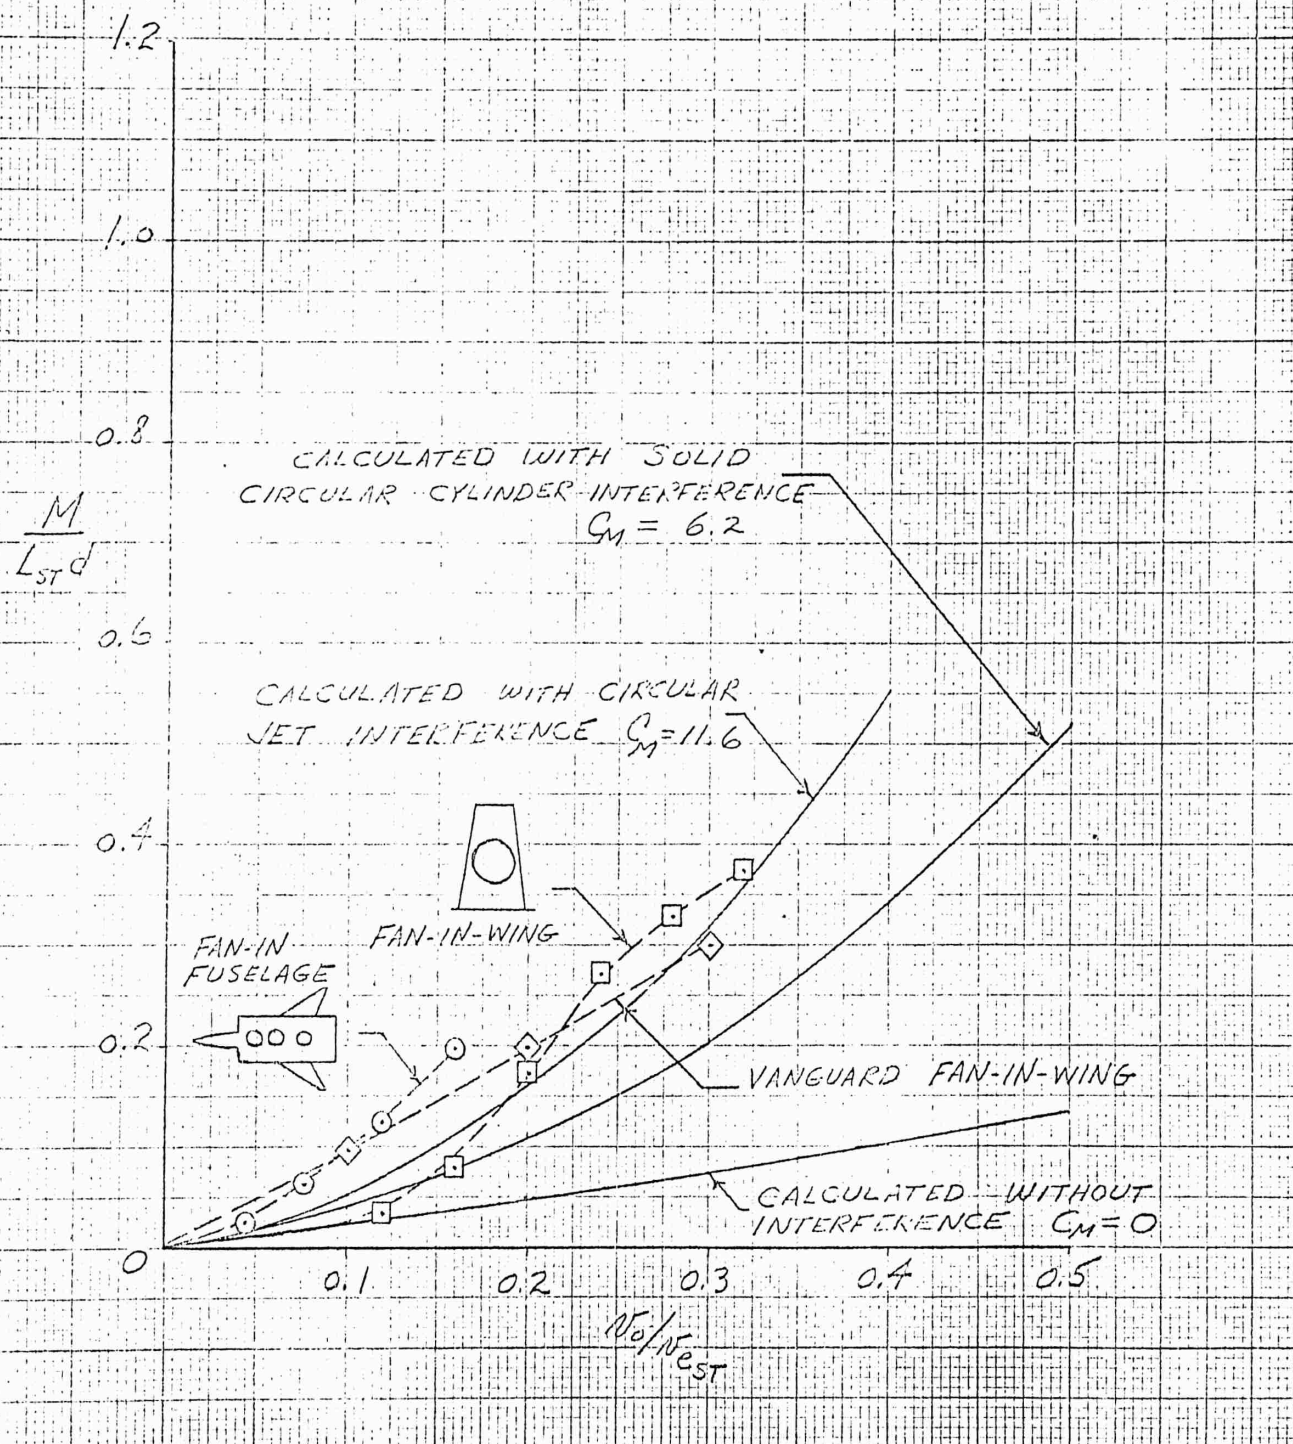 1.2
1.0
0.8
CALCULATED WITH SOLID
CIRCULAR CYLINDER INTERFERENCE
C_M = 6.2
M
L_ST d
0.6
CALCULATED WITH CIRCULAR
JET INTERFERENCE C_M = 11.6
0.4
FAN-IN-WING
FAN-IN
FUSELAGE
0.2
VANGUARD FAN-IN-WING
CALCULATED WITHOUT
INTERFERENCE C_M = 0
0
0.1 0.2 0.3 0.4 0.5
v_o/v_e_ST